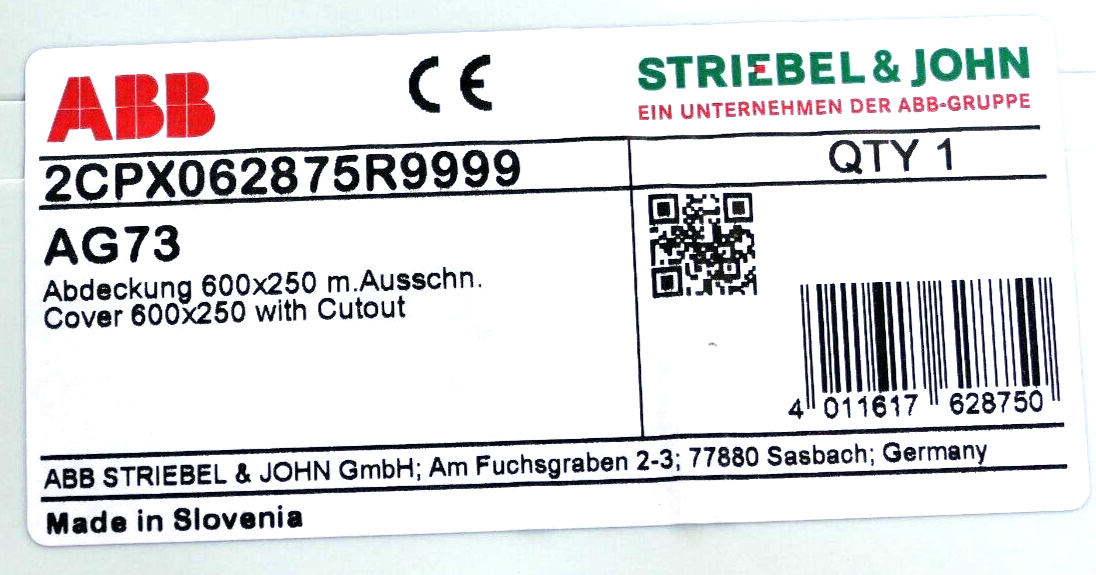 ABB
CE
STRIEBEL & JOHN
EIN UNTERNEHMEN DER ABB-GRUPPE
2CPX062875R9999
QTY 1
AG73
Abdeckung 600x250 m.Ausschn.
Cover 600x250 with Cutout
4 011617 628750
ABB STRIEBEL & JOHN GmbH; Am Fuchsgraben 2-3; 77880 Sasbach; Germany
Made in Slovenia